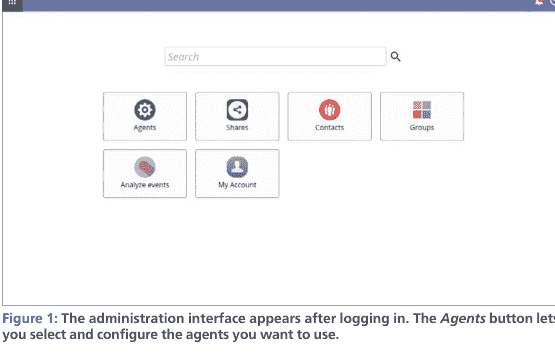 Search
Agents
Shares
Contacts
Groups
Analyze events
My Account
Figure 1: The administration interface appears after logging in. The Agents button lets
you select and configure the agents you want to use.